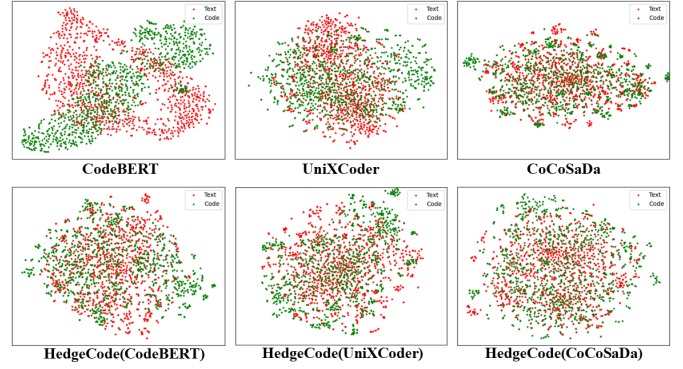 Text
Code
Text
Code
Text
Code
CodeBERT
UniXCoder
CoCoSaDa
Text
Code
Text
Code
Text
Code
HedgeCode(CodeBERT)
HedgeCode(UniXCoder)
HedgeCode(CoCoSaDa)